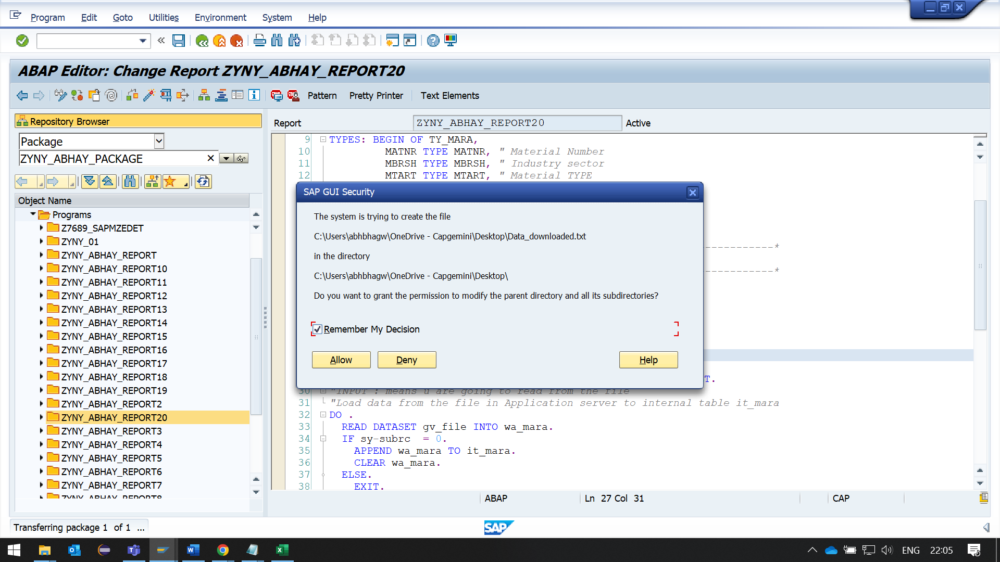 Program Edit Goto Utilities Environment System Help
ABAP Editor: Change Report ZYNY_ABHAY_REPORT20
Pattern Pretty Printer Text Elements
Repository Browser
Package
ZYNY_ABHAY_PACKAGE
Object Name
Programs
Z7689_SAPMZEDET
ZYNY_01
ZYNY_ABHAY_REPORT
ZYNY_ABHAY_REPORT10
ZYNY_ABHAY_REPORT11
ZYNY_ABHAY_REPORT12
ZYNY_ABHAY_REPORT13
ZYNY_ABHAY_REPORT14
ZYNY_ABHAY_REPORT15
ZYNY_ABHAY_REPORT16
ZYNY_ABHAY_REPORT17
ZYNY_ABHAY_REPORT18
ZYNY_ABHAY_REPORT19
ZYNY_ABHAY_REPORT2
ZYNY_ABHAY_REPORT20
ZYNY_ABHAY_REPORT3
ZYNY_ABHAY_REPORT4
ZYNY_ABHAY_REPORT5
ZYNY_ABHAY_REPORT6
ZYNY_ABHAY_REPORT7
ZYNY_ABHAY_REPORT8
Report ZYNY_ABHAY_REPORT20 Active
9 TYPES: BEGIN OF TY_MARA,
10 MATNR TYPE MATNR, " Material Number
11 MBRSH TYPE MBRSH, " Industry sector
12 MTART TYPE MTART, " Material TYPE
SAP GUI Security
The system is trying to create the file
C:\Users\abhbhagw\OneDrive - Capgemini\Desktop\Data_downloaded.txt
in the directory
C:\Users\abhbhagw\OneDrive - Capgemini\Desktop\
Do you want to grant the permission to modify the parent directory and all its subdirectories?
Remember My Decision
Allow Deny Help
-----------*
-----------*
T.
30 "INPUT : means u are going to read from the file
31 "Load data from the file in Application server to internal table it_mara
32 DO .
33 READ DATASET gv_file INTO wa_mara.
34 IF sy-subrc = 0.
35 APPEND wa_mara TO it_mara.
36 CLEAR wa_mara.
37 ELSE.
38 EXIT.
ABAP Ln 27 Col 31 CAP
Transferring package 1 of 1 ...
SAP
ENG 22:05